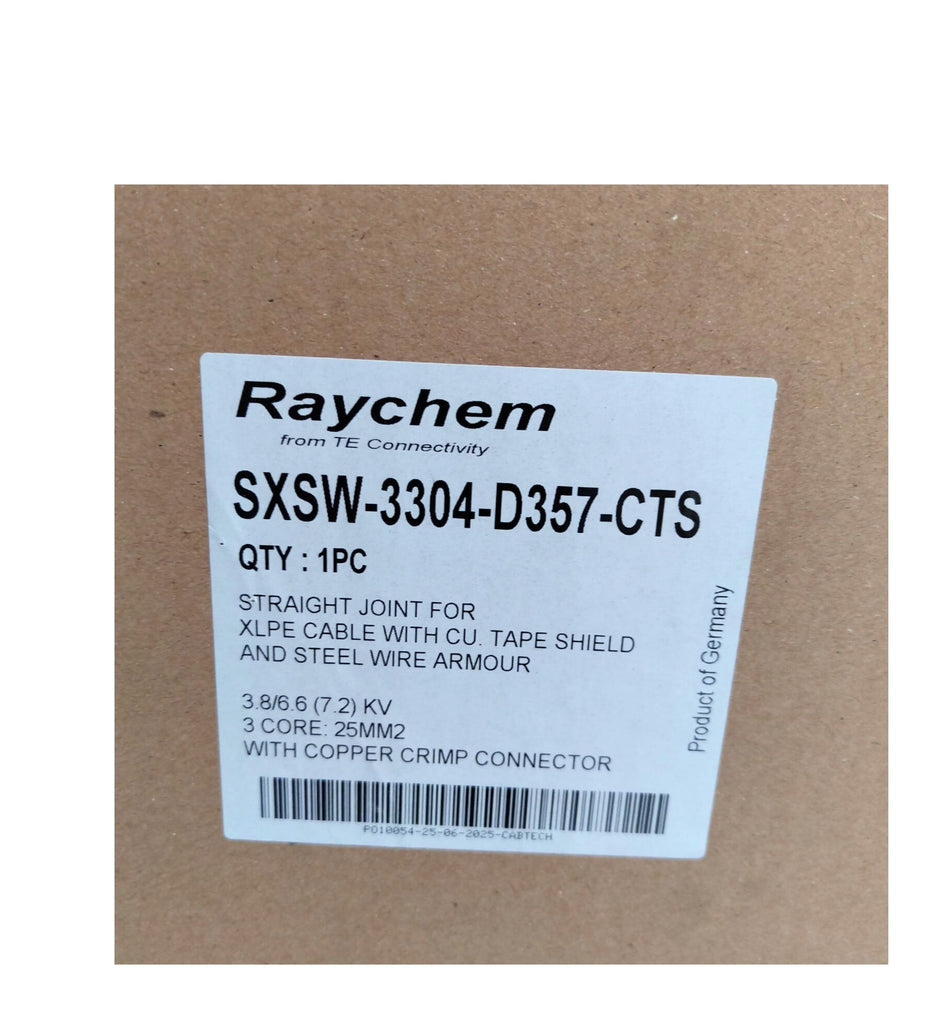 Raychem
from TE Connectivity
SXSW-3304-D357-CTS
QTY : 1PC
STRAIGHT JOINT FOR
XLPE CABLE WITH CU. TAPE SHIELD
AND STEEL WIRE ARMOUR
3.8/6.6 (7.2) KV
3 CORE: 25MM2
WITH COPPER CRIMP CONNECTOR
PO10054-25-06-2025-CABTECH
Product of Germany